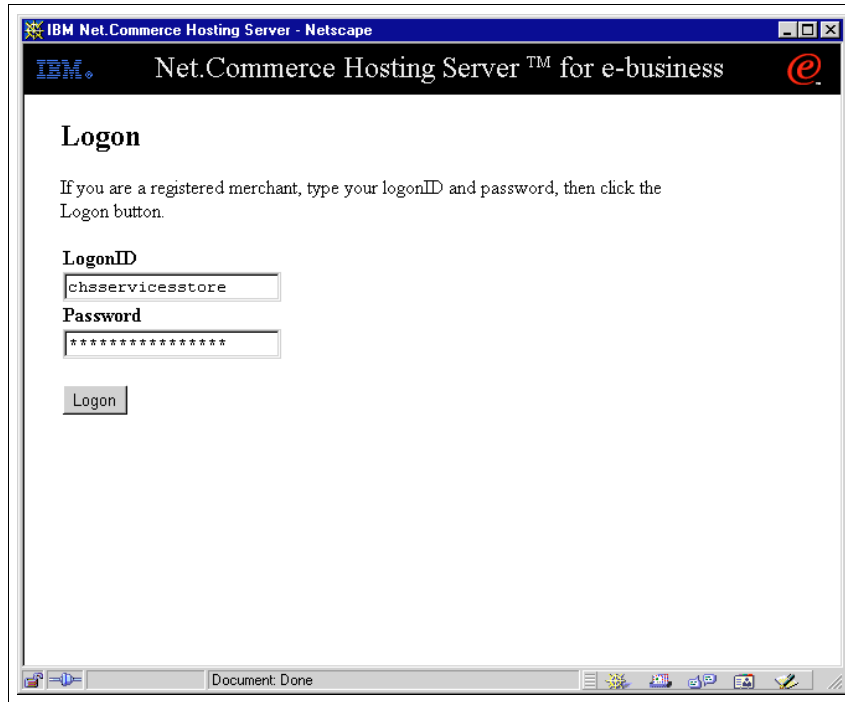 IBM Net.Commerce Hosting Server - Netscape
IBM® Net.Commerce Hosting Server ™ for e-business e
Logon
If you are a registered merchant, type your logonID and password, then click the
Logon button.
LogonID
chsservicesstore
Password
****************
Logon
Document: Done